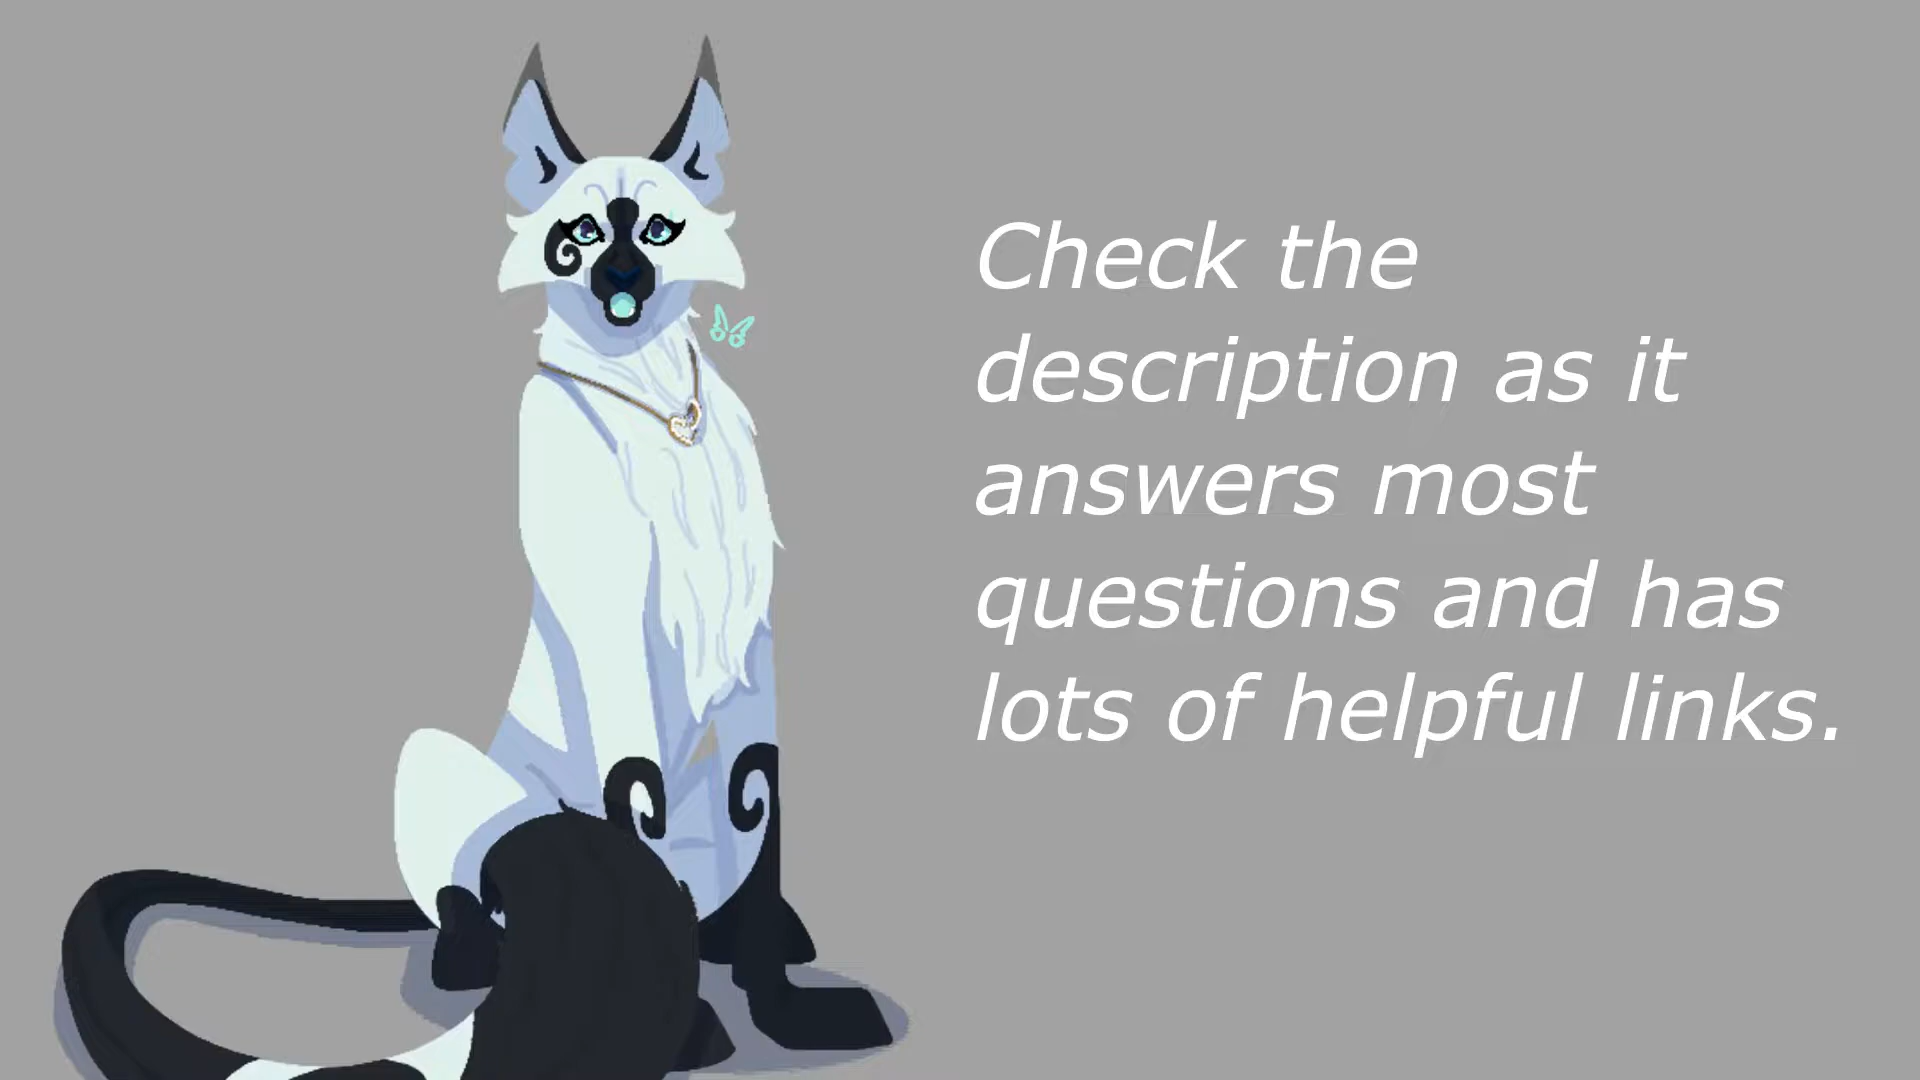 Check the
description as it
answers most
questions and has
lots of helpful links.